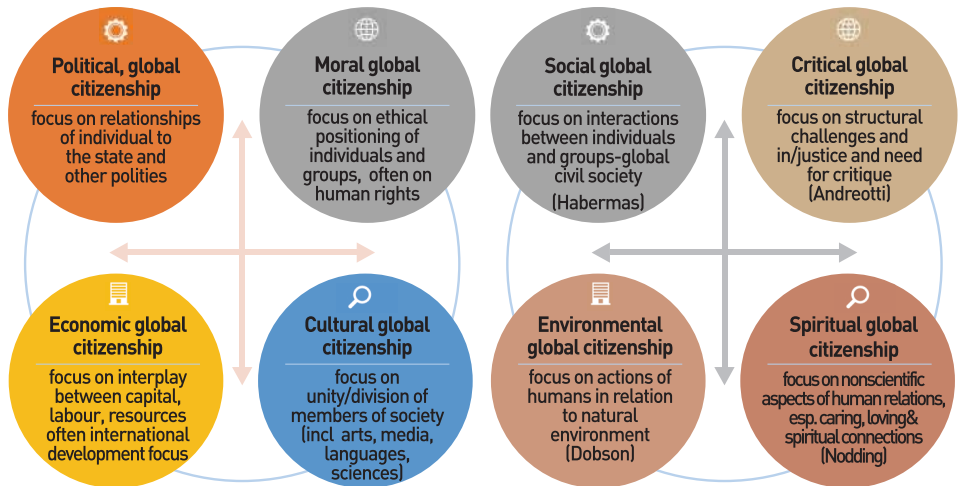 Political, global
citizenship
focus on relationships
of individual to
the state and
other polities
Moral global
citizenship
focus on ethical
positioning of
individuals and
groups, often on
human rights
Social global
citizenship
focus on interactions
between individuals
and groups-global
civil society
(Habermas)
Critical global
citizenship
focus on structural
challenges and
in/justice and need
for critique
(Andreotti)
Economic global
citizenship
focus on interplay
between capital,
labour, resources
often international
development focus
Cultural global
citizenship
focus on
unity/division of
members of society
(incl arts, media,
languages,
sciences)
Environmental
global citizenship
focus on actions of
humans in relation
to natural
environment
(Dobson)
Spiritual global
citizenship
focus on nonscientific
aspects of human relations,
esp. caring, loving&
spiritual connections
(Nodding)